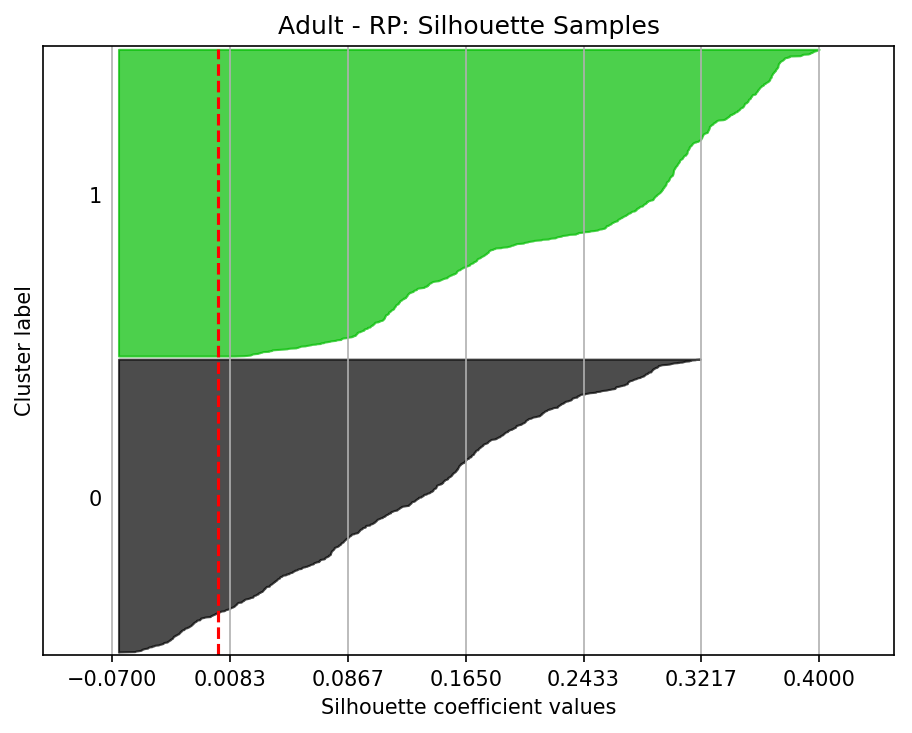 Adult - RP: Silhouette Samples
Cluster label
1
0
−0.0700 0.0083 0.0867 0.1650 0.2433 0.3217 0.4000
Silhouette coefficient values